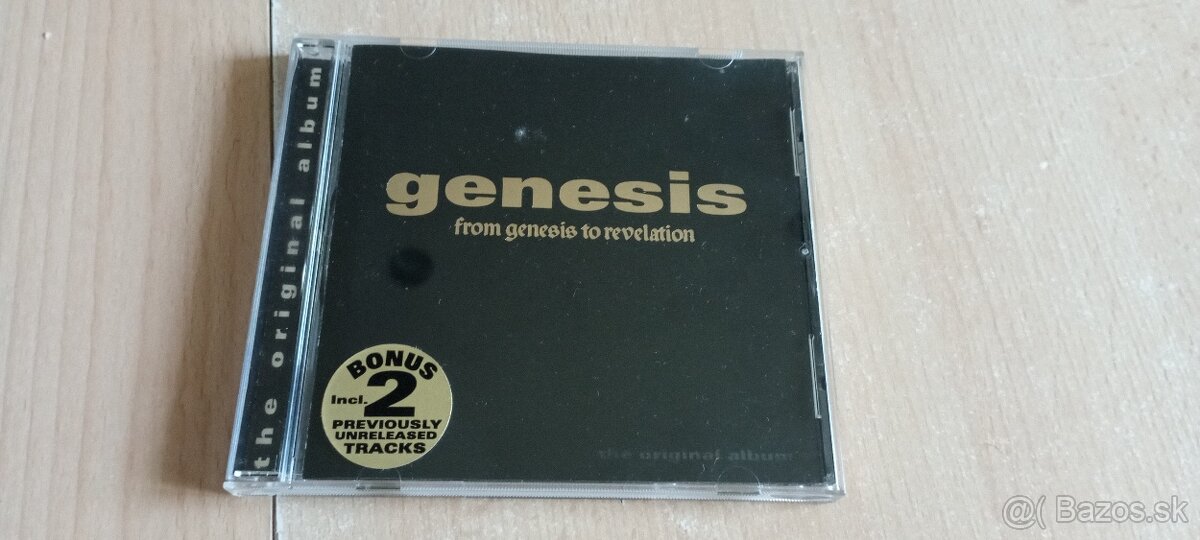 the original album
genesis
from genesis to revelation
BONUS
Incl. 2
PREVIOUSLY
UNRELEASED
TRACKS
the original album
@( Bazos.sk